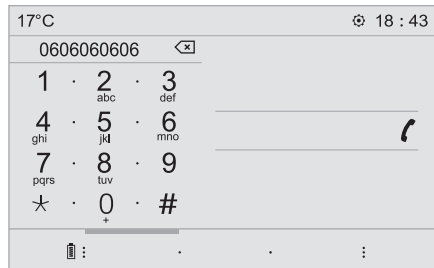 17°C 18 : 43
0606060606
1 · 2 · 3
abc def
4 · 5 · 6
ghi jkl mno
7 · 8 · 9
pqrs tuv
* · 0 · #
+